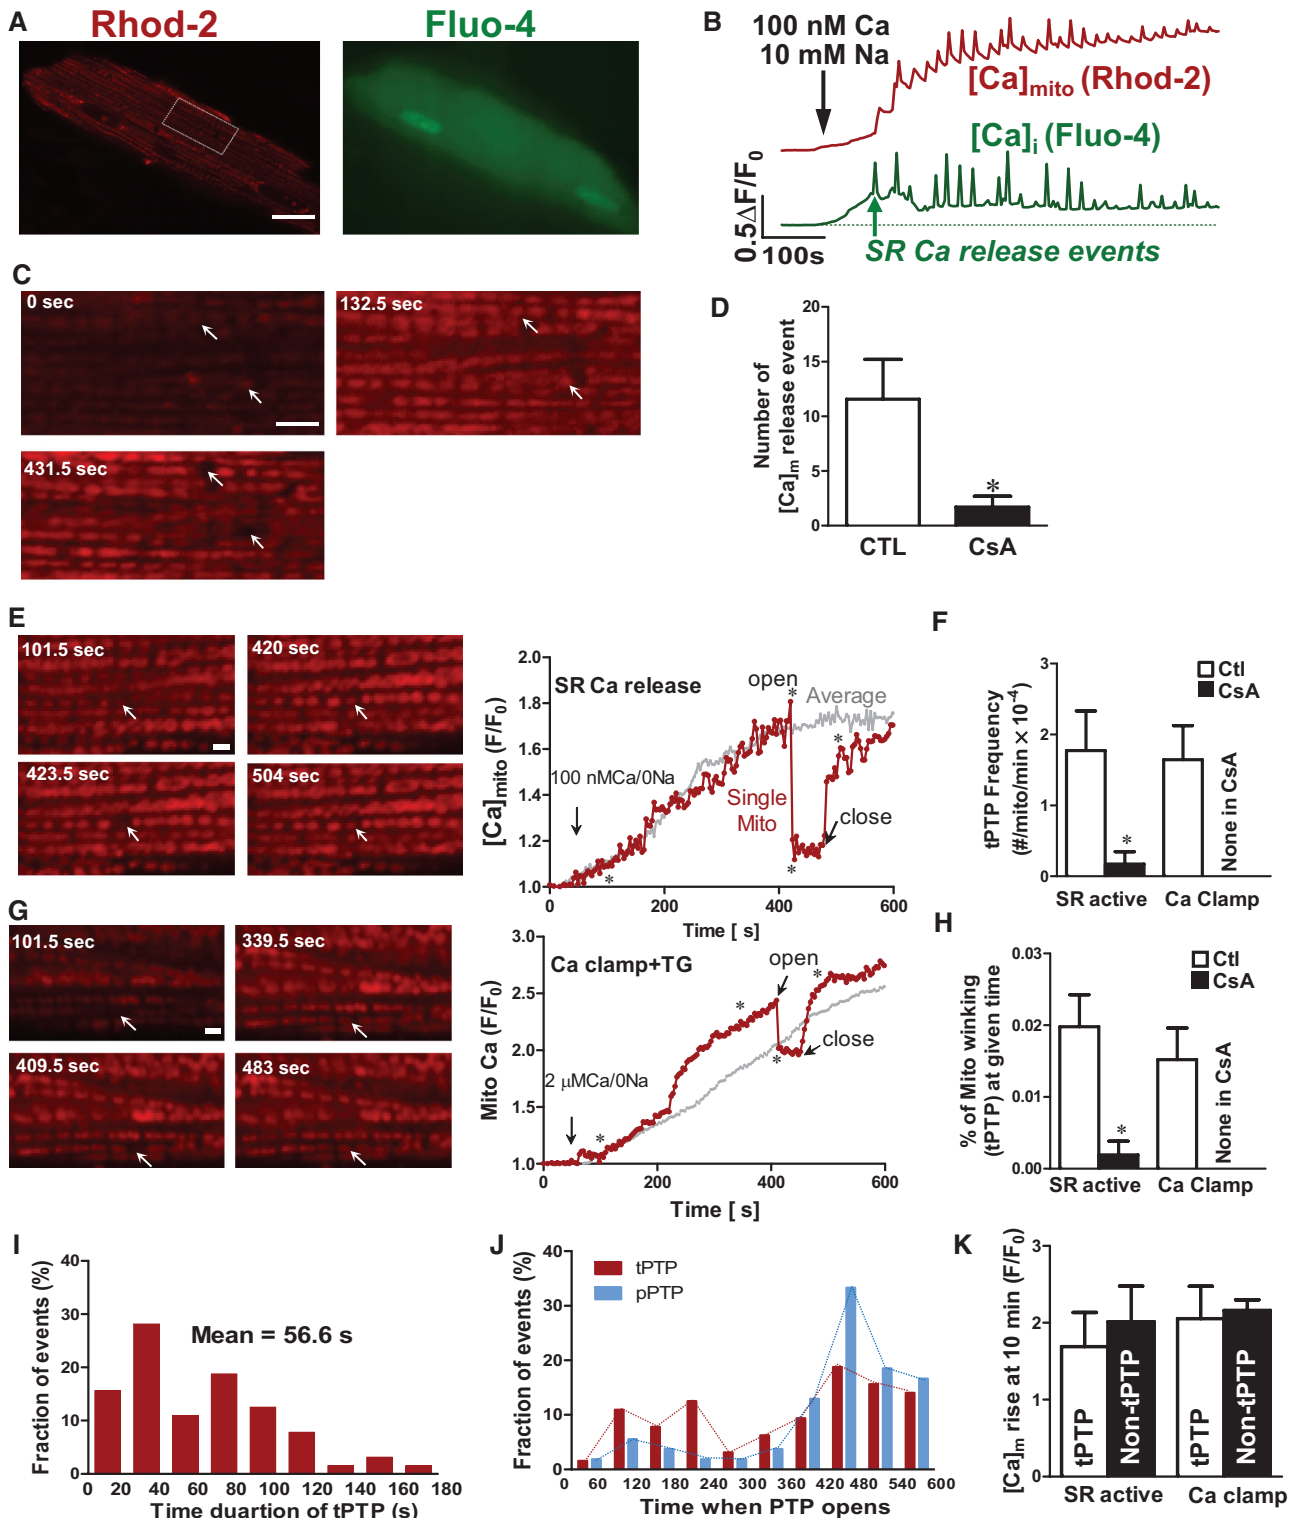 A
Rhod-2
Fluo-4
B
100 nM Ca
10 mM Na
[Ca]mito (Rhod-2)
[Ca]i (Fluo-4)
0.5ΔF/F0
100s
SR Ca release events
C
0 sec
132.5 sec
431.5 sec
D
Number of
[Ca]m release event
20
15
10
5
0
*
CTL
CsA
E
101.5 sec
420 sec
423.5 sec
504 sec
[Ca]mito (F/F0)
2.0
1.8
1.6
1.4
1.2
1.0
SR Ca release
open
*
Average
*
100 nMCa/0Na
Single
Mito
close
*
*
0
200
400
600
Time [ s]
F
tPTP Frequency
(#/mito/min × 10-4)
3
2
1
0
Ctl
CsA
*
None in CsA
SR active
Ca Clamp
G
101.5 sec
339.5 sec
409.5 sec
483 sec
Mito Ca (F/F0)
3.0
2.5
2.0
1.5
1.0
Ca clamp+TG
open
*
*
close
*
2 μMCa/0Na
*
0
200
400
600
Time [ s]
H
% of Mito winking
(tPTP) at given time
0.03
0.02
0.01
0.00
Ctl
CsA
*
None in CsA
SR active
Ca Clamp
I
Fraction of events (%)
40
30
20
10
0
Mean = 56.6 s
0 20 40 60 80 100 120 140 160 180
Time duartion of tPTP (s)
J
Fraction of events (%)
40
30
20
10
0
tPTP
pPTP
0 60 120 180 240 300 360 420 480 540 600
Time when PTP opens
K
[Ca]m rise at 10 min (F/F0)
3
2
1
0
tPTP
Non-tPTP
tPTP
Non-tPTP
SR active
Ca clamp